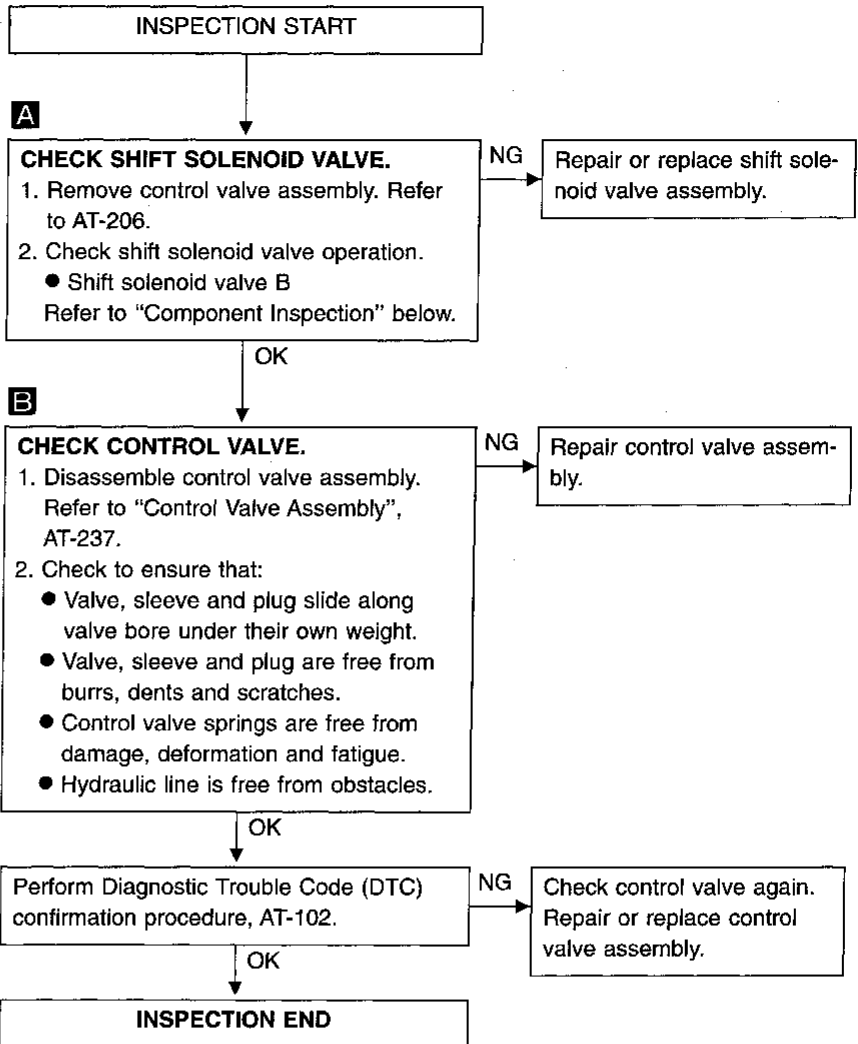 INSPECTION START
A
CHECK SHIFT SOLENOID VALVE.
1. Remove control valve assembly. Refer
to AT-206.
2. Check shift solenoid valve operation.
● Shift solenoid valve B
Refer to “Component Inspection” below.
NG
Repair or replace shift sole-
noid valve assembly.
OK
B
CHECK CONTROL VALVE.
1. Disassemble control valve assembly.
Refer to “Control Valve Assembly”,
AT-237.
2. Check to ensure that:
● Valve, sleeve and plug slide along
valve bore under their own weight.
● Valve, sleeve and plug are free from
burrs, dents and scratches.
● Control valve springs are free from
damage, deformation and fatigue.
● Hydraulic line is free from obstacles.
NG
Repair control valve assem-
bly.
OK
Perform Diagnostic Trouble Code (DTC)
confirmation procedure, AT-102.
NG
Check control valve again.
Repair or replace control
valve assembly.
OK
INSPECTION END